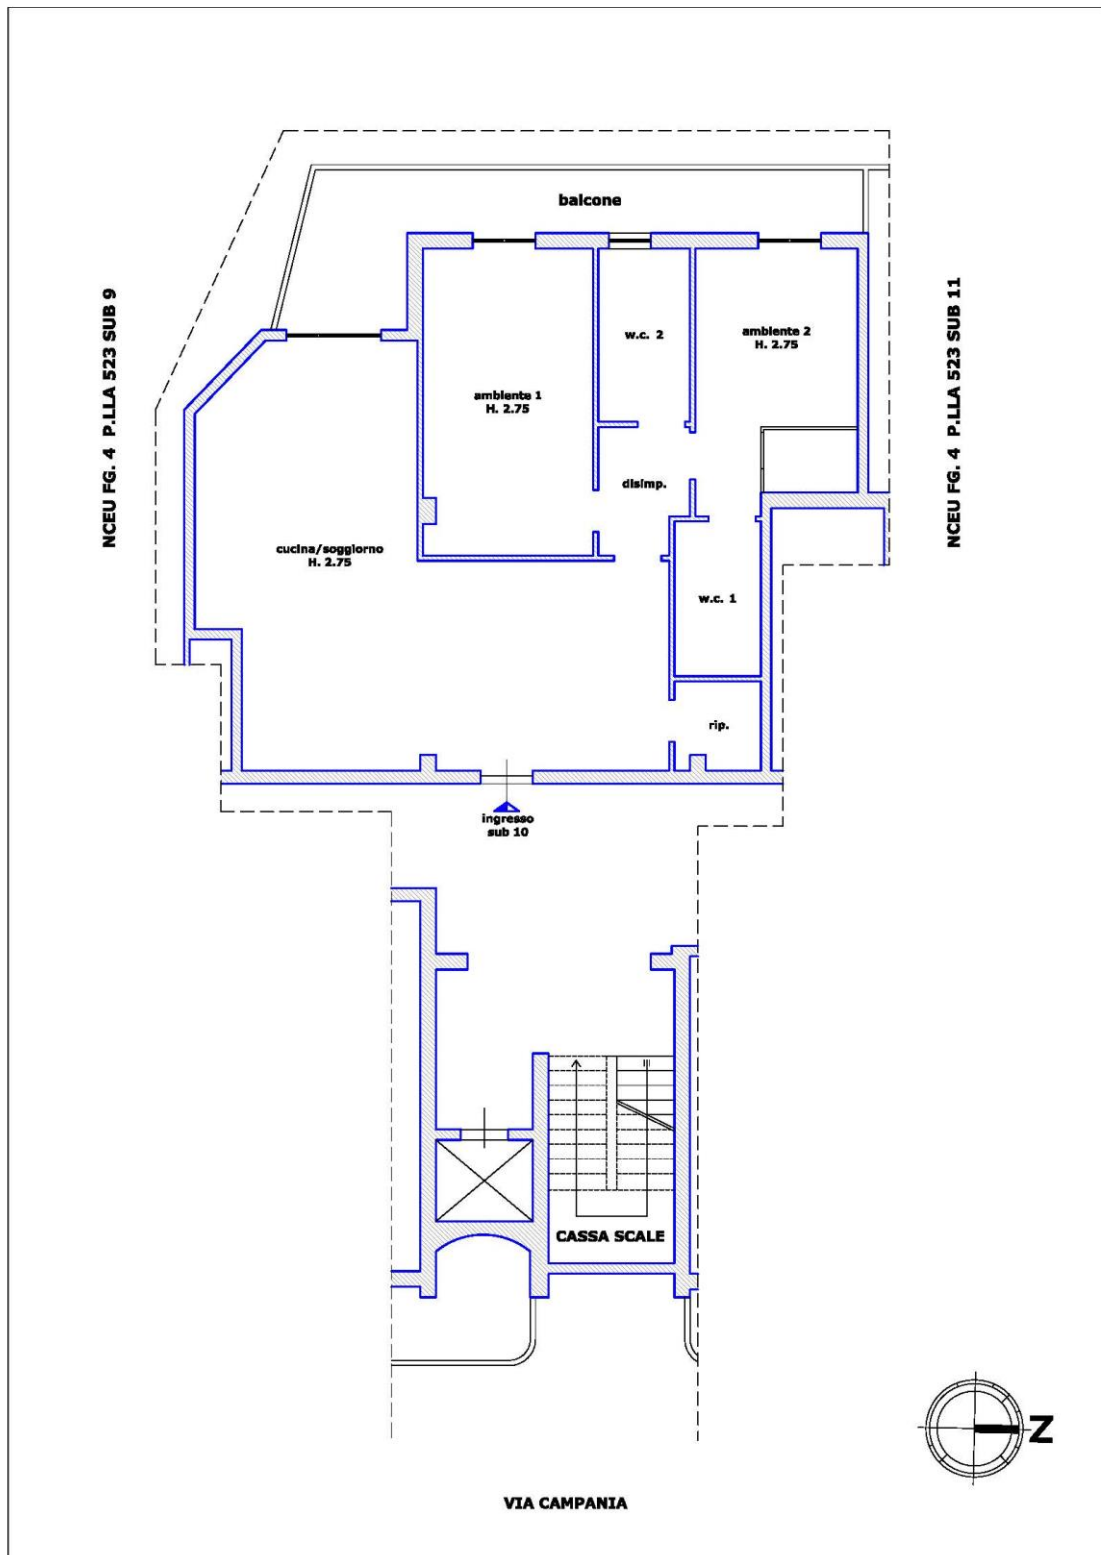 balcone
NCEU FG. 4 P.LLA 523 SUB 9
NCEU FG. 4 P.LLA 523 SUB 11
w.c. 2
ambiente 2
H. 2.75
ambiente 1
H. 2.75
disimp.
cucina/soggiorno
H. 2.75
w.c. 1
rip.
ingresso
sub 10
CASSA SCALE
N
VIA CAMPANIA